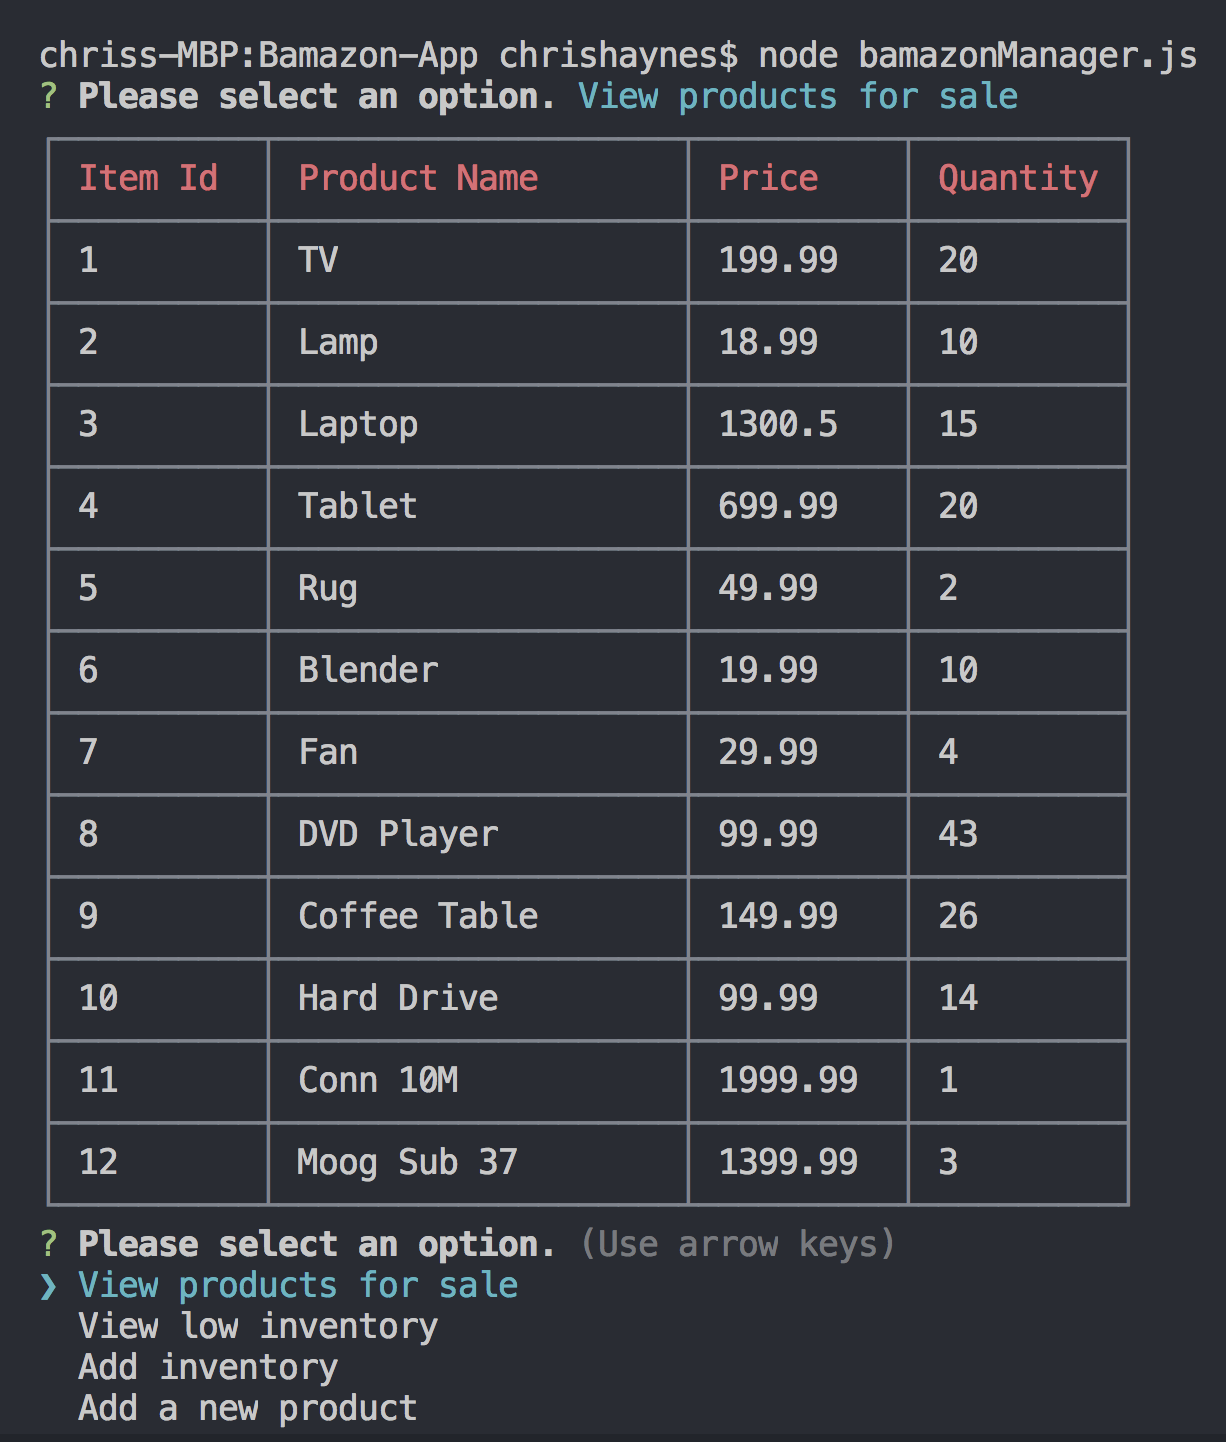 chriss-MBP:Bamazon-App chrishaynes$ node bamazonManager.js
? Please select an option. View products for sale
Item Id Product Name Price Quantity
1 TV 199.99 20
2 Lamp 18.99 10
3 Laptop 1300.5 15
4 Tablet 699.99 20
5 Rug 49.99 2
6 Blender 19.99 10
7 Fan 29.99 4
8 DVD Player 99.99 43
9 Coffee Table 149.99 26
10 Hard Drive 99.99 14
11 Conn 10M 1999.99 1
12 Moog Sub 37 1399.99 3
? Please select an option. (Use arrow keys)
❯ View products for sale
View low inventory
Add inventory
Add a new product